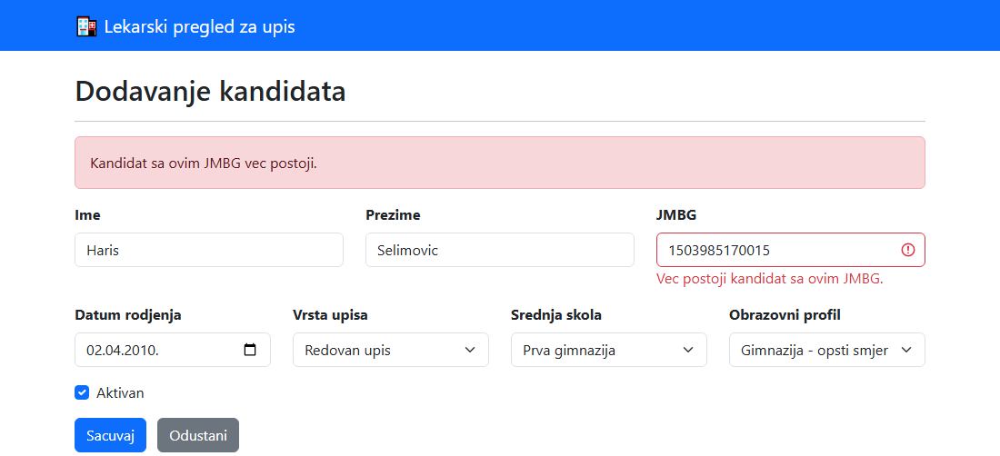 Lekarski pregled za upis
Dodavanje kandidata
Kandidat sa ovim JMBG vec postoji.
Ime Prezime JMBG
Haris Selimovic 1503985170015
Vec postoji kandidat sa ovim JMBG.
Datum rodjenja Vrsta upisa Srednja skola Obrazovni profil
02.04.2010. Redovan upis Prva gimnazija Gimnazija - opsti smjer
Aktivan
Sacuvaj Odustani